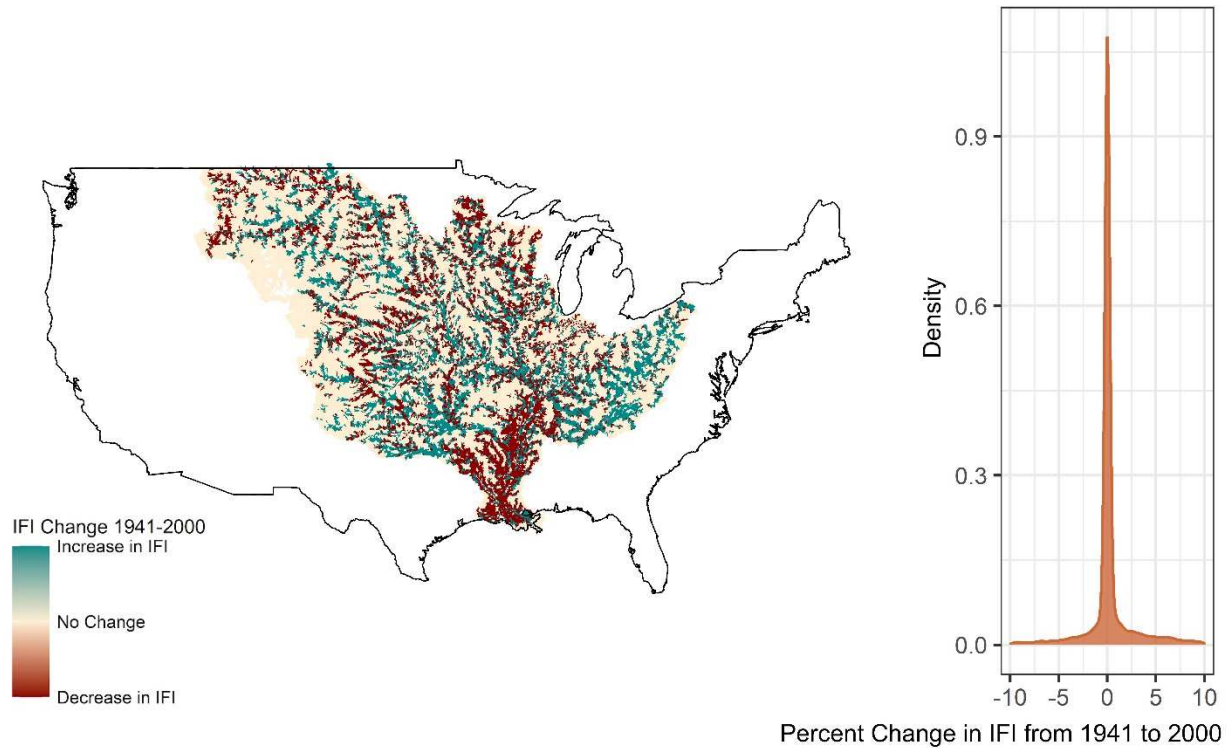 IFI Change 1941-2000
Increase in IFI
No Change
Decrease in IFI
Density
0.9
0.6
0.3
0.0
-10 -5 0 5 10
Percent Change in IFI from 1941 to 2000